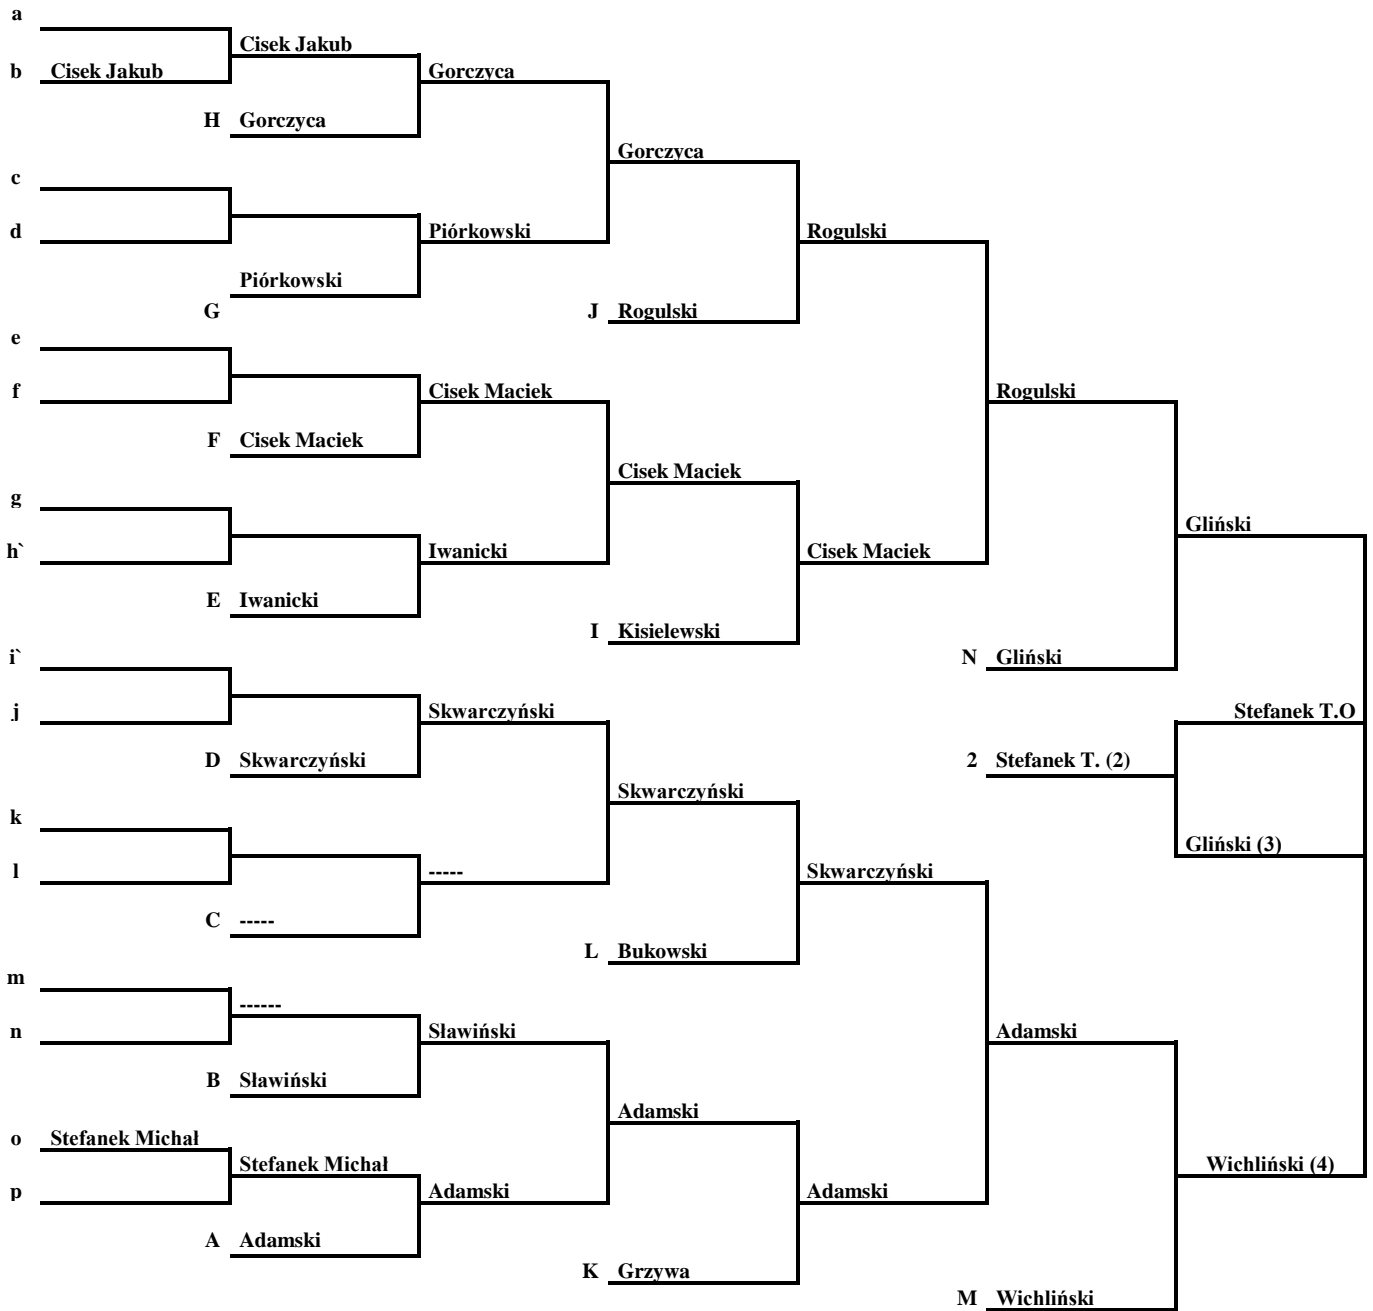 a
Cisek Jakub
b Cisek Jakub
Gorczyca
H Gorczyca
Gorczyca
c
d
Piórkowski
Rogulski
Piórkowski
G
J Rogulski
e
f
Cisek Maciek
Rogulski
F Cisek Maciek
Cisek Maciek
g
Gliński
h`
Iwanicki
Cisek Maciek
E Iwanicki
I Kisielewski
i`
N Gliński
j
Skwarczyński
Stefanek T.O
D Skwarczyński
2 Stefanek T. (2)
Skwarczyński
k
Gliński (3)
l
-----
Skwarczyński
C -----
L Bukowski
m
------
n
Sławiński
Adamski
B Sławiński
Adamski
o Stefanek Michał
Stefanek Michał
Wichliński (4)
p
Adamski
Adamski
A Adamski
K Grzywa
M Wichliński